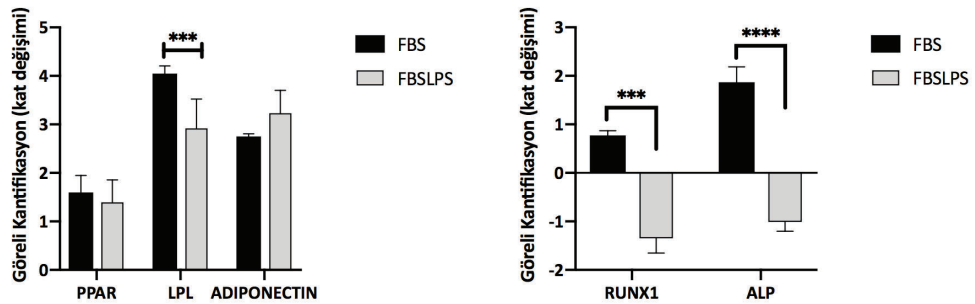 Göreli Kantifikasyon (kat değişimi)
5
4
3
2
1
0
***
PPAR
LPL
ADIPONECTIN
FBS
FBSLPS
Göreli Kantifikasyon (kat değişimi)
3
2
1
0
-1
-2
***
****
RUNX1
ALP
FBS
FBSLPS